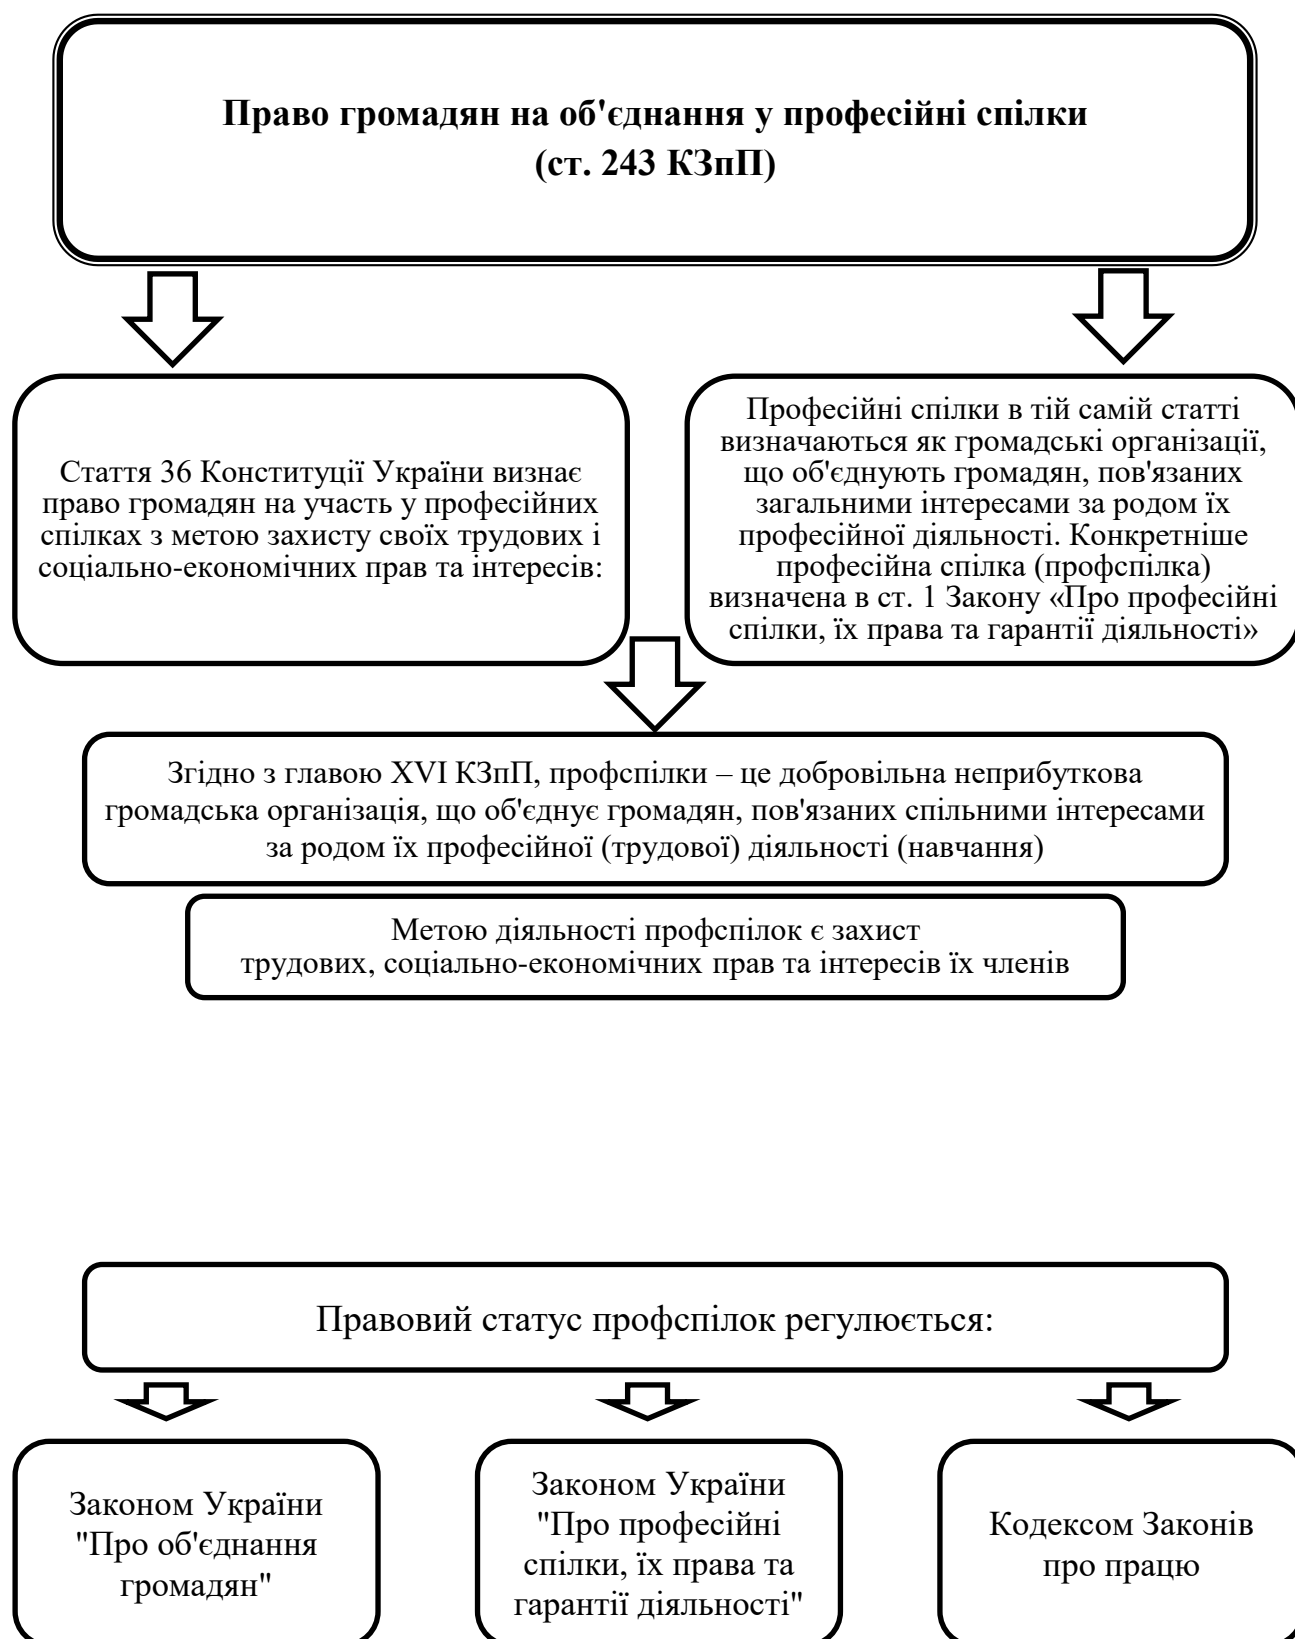 Право громадян на об'єднання у професійні спілки
(ст. 243 КЗпП)
Стаття 36 Конституції України визнає
право громадян на участь у професійних
спілках з метою захисту своїх трудових і
соціально-економічних прав та інтересів:
Професійні спілки в тій самій статті
визначаються як громадські організації,
що об'єднують громадян, пов'язаних
загальними інтересами за родом їх
професійної діяльності. Конкретніше
професійна спілка (профспілка)
визначена в ст. 1 Закону «Про професійні
спілки, їх права та гарантії діяльності»
Згідно з главою XVI КЗпП, профспілки – це добровільна неприбуткова
громадська організація, що об'єднує громадян, пов'язаних спільними інтересами
за родом їх професійної (трудової) діяльності (навчання)
Метою діяльності профспілок є захист
трудових, соціально-економічних прав та інтересів їх членів
Правовий статус профспілок регулюється:
Законом України
"Про об'єднання
громадян"
Законом України
"Про професійні
спілки, їх права та
гарантії діяльності"
Кодексом Законів
про працю